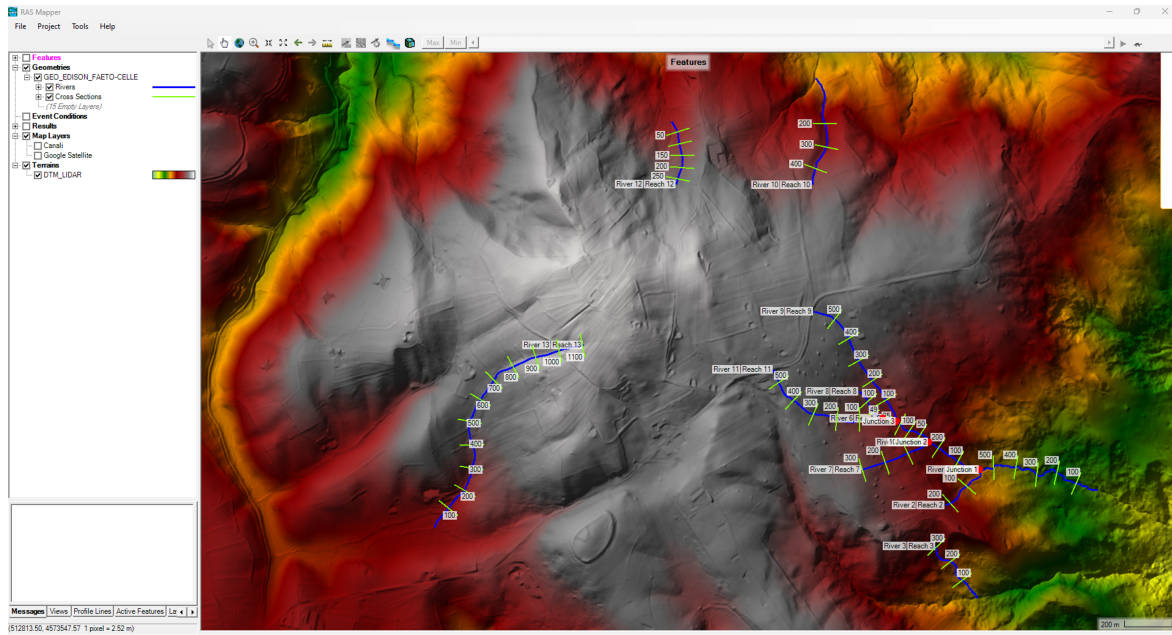 RAS Mapper
File Project Tools Help
Max Min
Features
Geometries
GEO_EDISON_FAETO-CELLE
Rivers
Cross Sections
(15 Empty Layers)
Event Conditions
Results
Map Layers
Canali
Google Satellite
Terrains
DTM_LIDAR
Features
50
150
200
250
River 12 Reach 12
200
300
400
River 10 Reach 10
River 9 Reach 9
500
400
300
200
100
River 13 Reach 13
1100
1000
900
800
700
600
500
400
300
200
100
River 11 Reach 11
500
400
300
200
100
River 8 Reach 8
100
49
River 6
Junction 3
100
50
Junction 2
200
100
200
300
River 7 Reach 7
River
Junction 1
500
400
300
200
100
100
200
River 2 Reach 2
River 3 Reach 3
300
200
100
200 m
Messages Views Profile Lines Active Features
(512813.50, 4573547.57 1 pixel = 2.52 m)